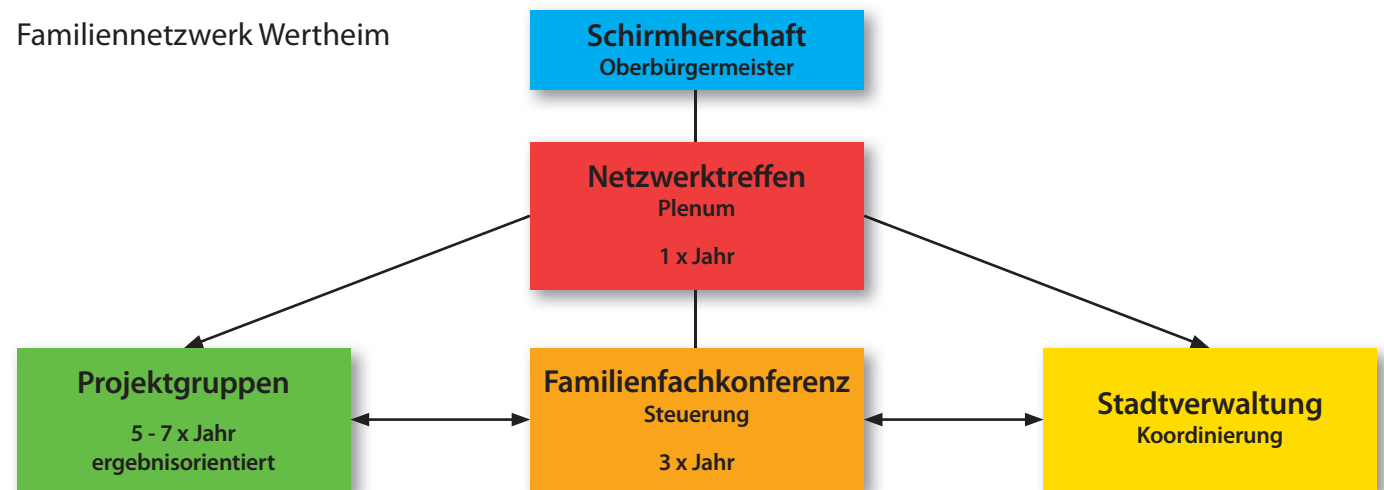 Familiennetzwerk Wertheim
Schirmherschaft
Oberbürgermeister
Netzwerktreffen
Plenum
1 x Jahr
Projektgruppen
5 - 7 x Jahr
ergebnisorientiert
Familienfachkonferenz
Steuerung
3 x Jahr
Stadtverwaltung
Koordinierung